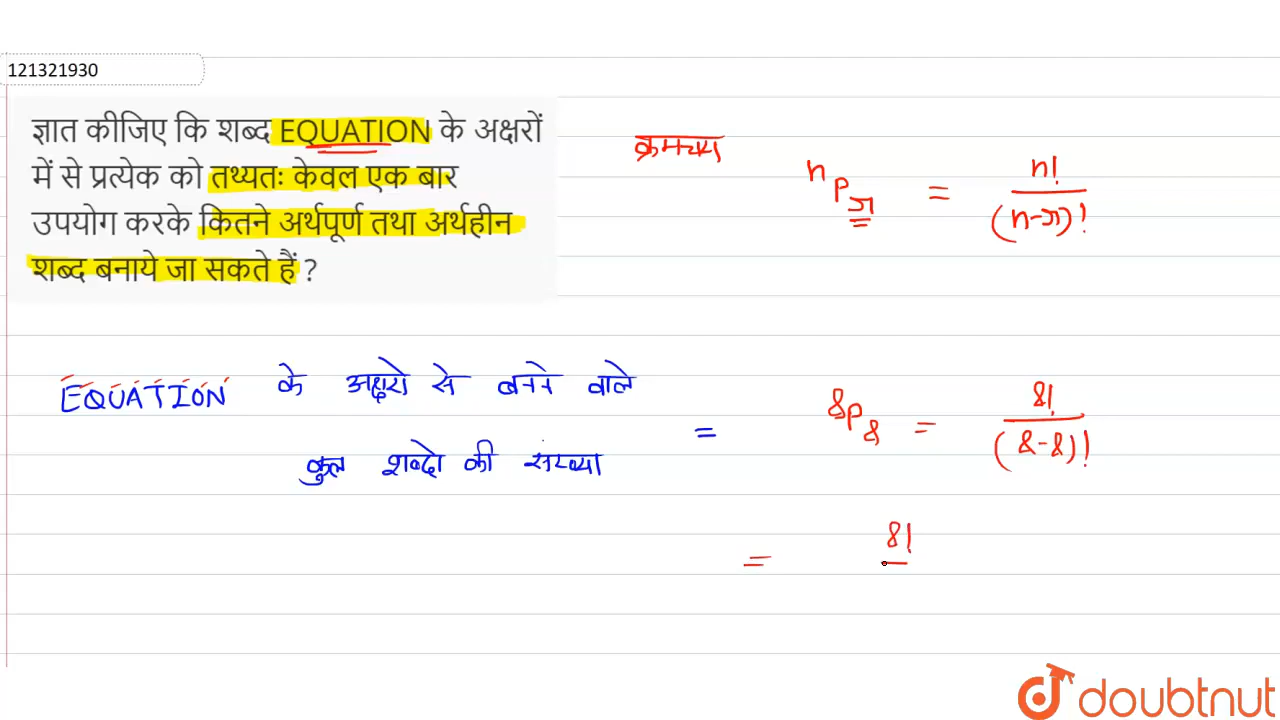 121321930
ज्ञात कीजिए कि शब्द EQUATION के अक्षरों
में से प्रत्येक को तथ्यतः केवल एक बार
उपयोग करके कितने अर्थपूर्ण तथा अर्थहीन
शब्द बनाये जा सकते हैं ?
क्रमचय
nPr = n! / (n-r)!
EQUATION के अक्षरो से बनने वाले
कुल शब्दो की संख्या
= 8P8 = 8! / (8-8)!
= 8!
doubtnut